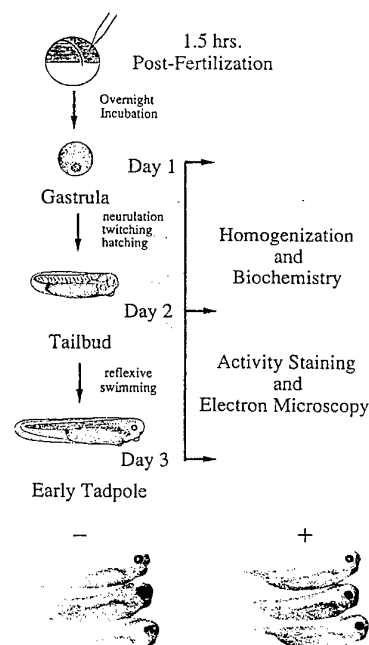 1.5 hrs.
Post-Fertilization
Overnight
Incubation
Day 1
Gastrula
neurulation
twitching
hatching
Homogenization
and
Biochemistry
Day 2
Tailbud
reflexive
swimming
Activity Staining
and
Electron Microscopy
Day 3
Early Tadpole
− +